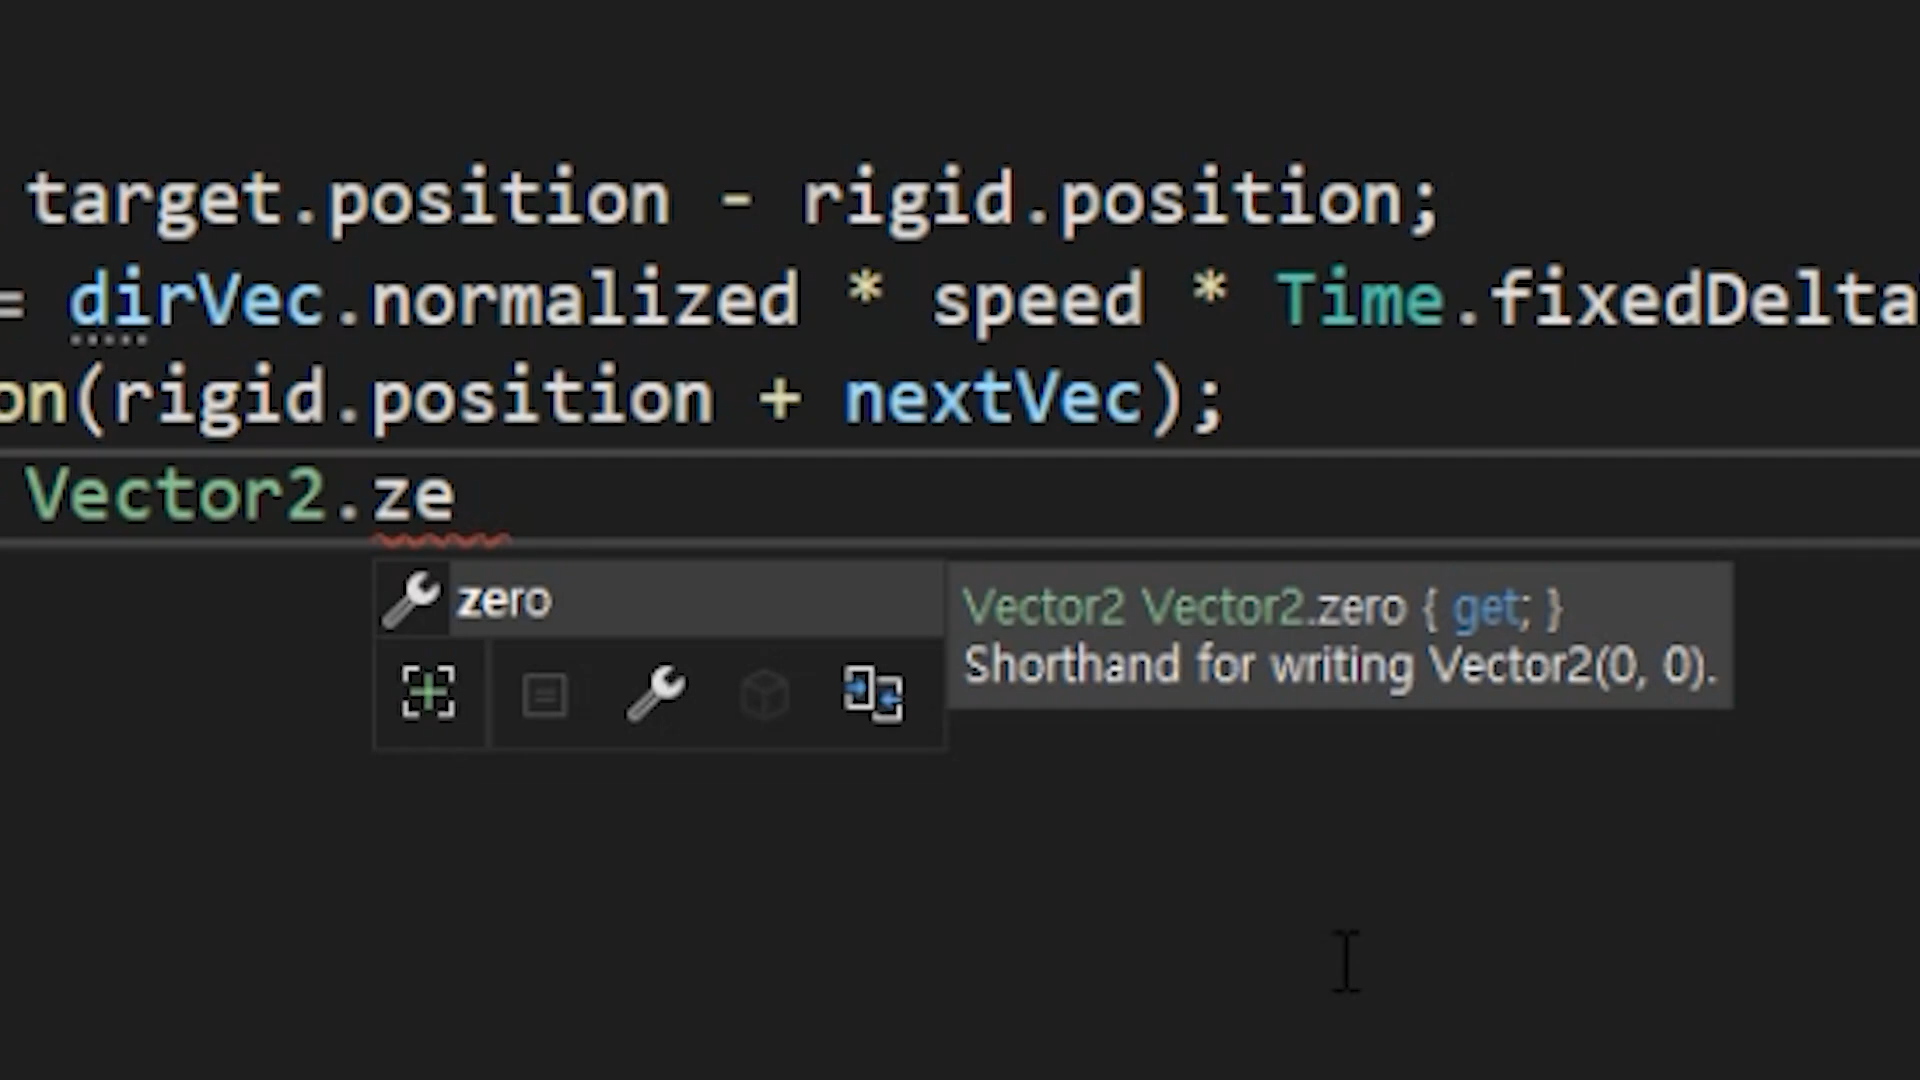 target.position - rigid.position;
= dirVec.normalized * speed * Time.fixedDelta
on(rigid.position + nextVec);
Vector2.ze
zero
Vector2 Vector2.zero { get; }
Shorthand for writing Vector2(0, 0).